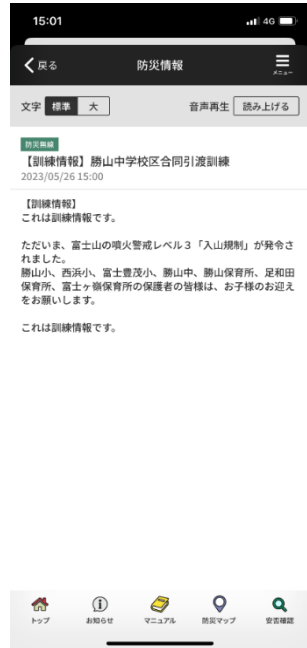 15:01
4G
戻る
防災情報
メニュー
文字 標準 大
音声再生 読み上げる
防災無線
【訓練情報】勝山中学校区合同引渡訓練
2023/05/26 15:00
【訓練情報】
これは訓練情報です。
ただいま、富士山の噴火警戒レベル3「入山規制」が発令さ
れました。
勝山小、西浜小、富士豊茂小、勝山中、勝山保育所、足和田
保育所、富士ヶ嶺保育所の保護者の皆様は、お子様のお迎え
をお願いします。
これは訓練情報です。
トップ
お知らせ
マニュアル
防災マップ
安否確認